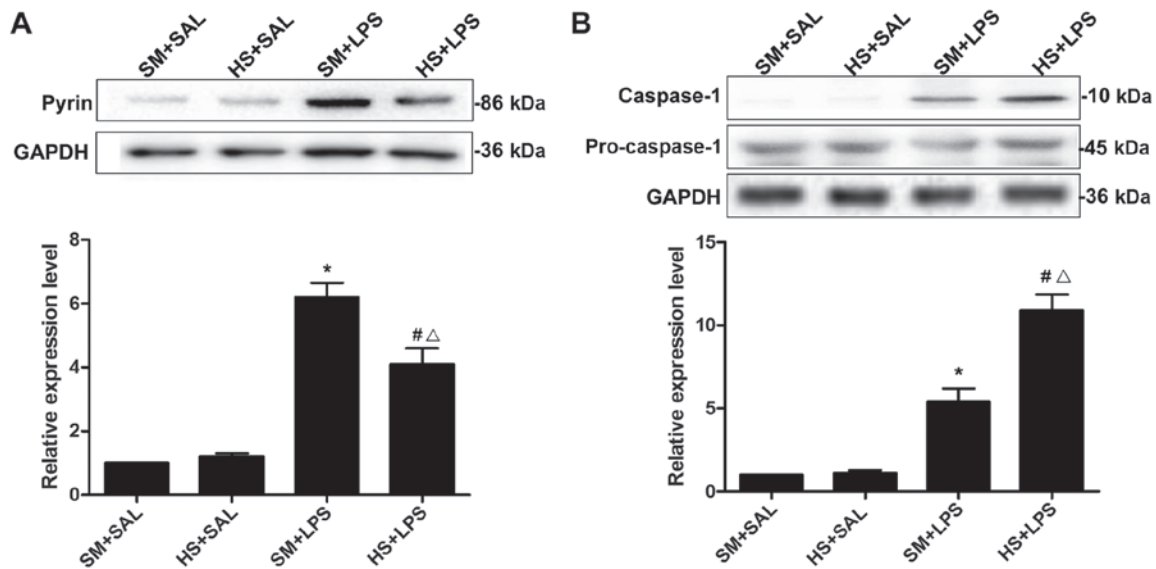 A
SM+SAL HS+SAL SM+LPS HS+LPS
Pyrin -86 kDa
GAPDH -36 kDa
Relative expression level
8
6
4
2
0
*
# △
SM+SAL HS+SAL SM+LPS HS+LPS
B
SM+SAL HS+SAL SM+LPS HS+LPS
Caspase-1 -10 kDa
Pro-caspase-1 -45 kDa
GAPDH -36 kDa
Relative expression level
15
10
5
0
*
# △
SM+SAL HS+SAL SM+LPS HS+LPS